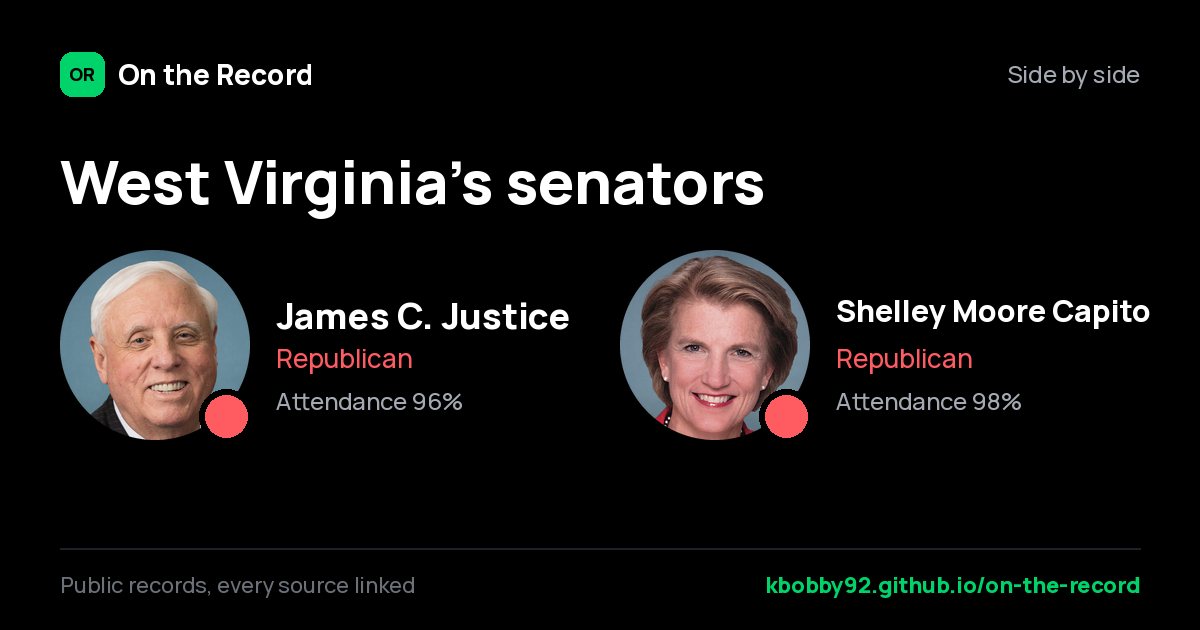 OR On the Record
Side by side
West Virginia’s senators
James C. Justice
Republican
Attendance 96%
Shelley Moore Capito
Republican
Attendance 98%
Public records, every source linked
kbobby92.github.io/on-the-record